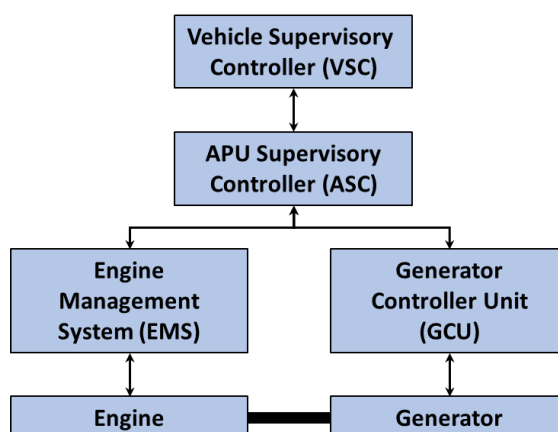 Vehicle Supervisory
Controller (VSC)
APU Supervisory
Controller (ASC)
Engine
Management
System (EMS)
Generator
Controller Unit
(GCU)
Engine
Generator